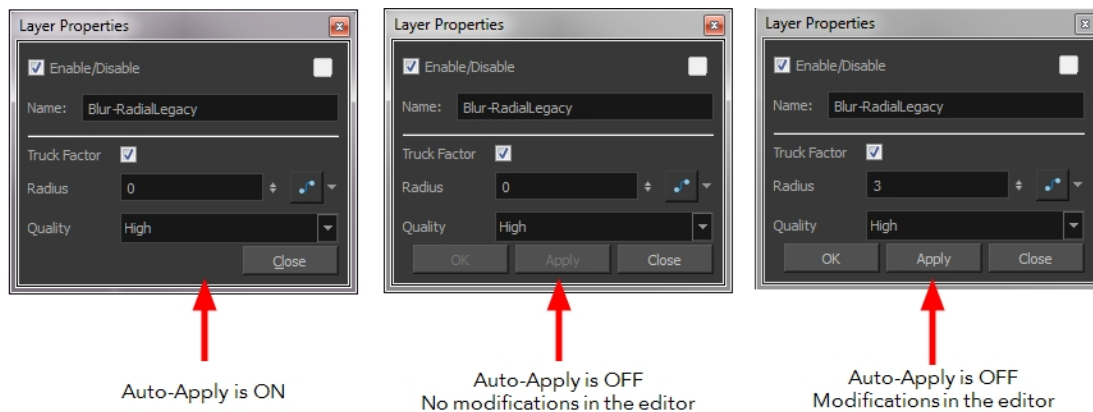 Layer Properties
Enable/Disable
Name: Blur-RadialLegacy
Truck Factor
Radius 0
Quality High
Close
Auto-Apply is ON
Layer Properties
Enable/Disable
Name: Blur-RadialLegacy
Truck Factor
Radius 0
Quality High
OK Apply Close
Auto-Apply is OFF
No modifications in the editor
Layer Properties
Enable/Disable
Name: Blur-RadialLegacy
Truck Factor
Radius 3
Quality High
OK Apply Close
Auto-Apply is OFF
Modifications in the editor